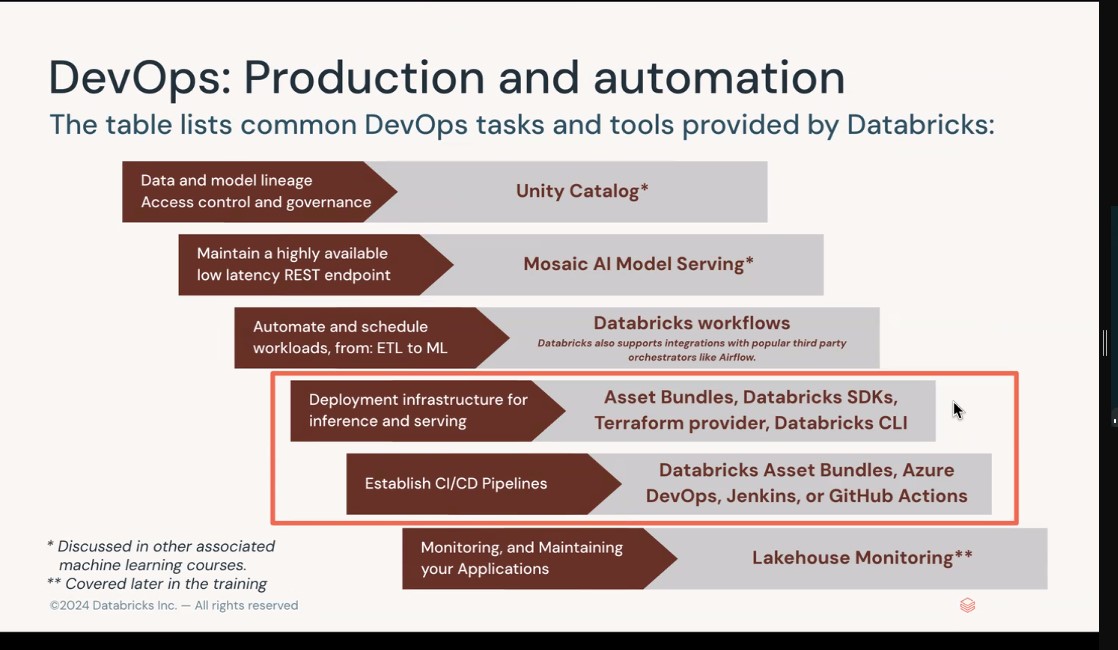 DevOps: Production and automation
The table lists common DevOps tasks and tools provided by Databricks:
Data and model lineage
Access control and governance
Unity Catalog*
Maintain a highly available
low latency REST endpoint
Mosaic AI Model Serving*
Automate and schedule
workloads, from: ETL to ML
Databricks workflows
Databricks also supports integrations with popular third party
orchestrators like Airflow.
Deployment infrastructure for
inference and serving
Asset Bundles, Databricks SDKs,
Terraform provider, Databricks CLI
Establish CI/CD Pipelines
Databricks Asset Bundles, Azure
DevOps, Jenkins, or GitHub Actions
Monitoring, and Maintaining
your Applications
Lakehouse Monitoring**
* Discussed in other associated
machine learning courses.
** Covered later in the training
©2024 Databricks Inc. — All rights reserved